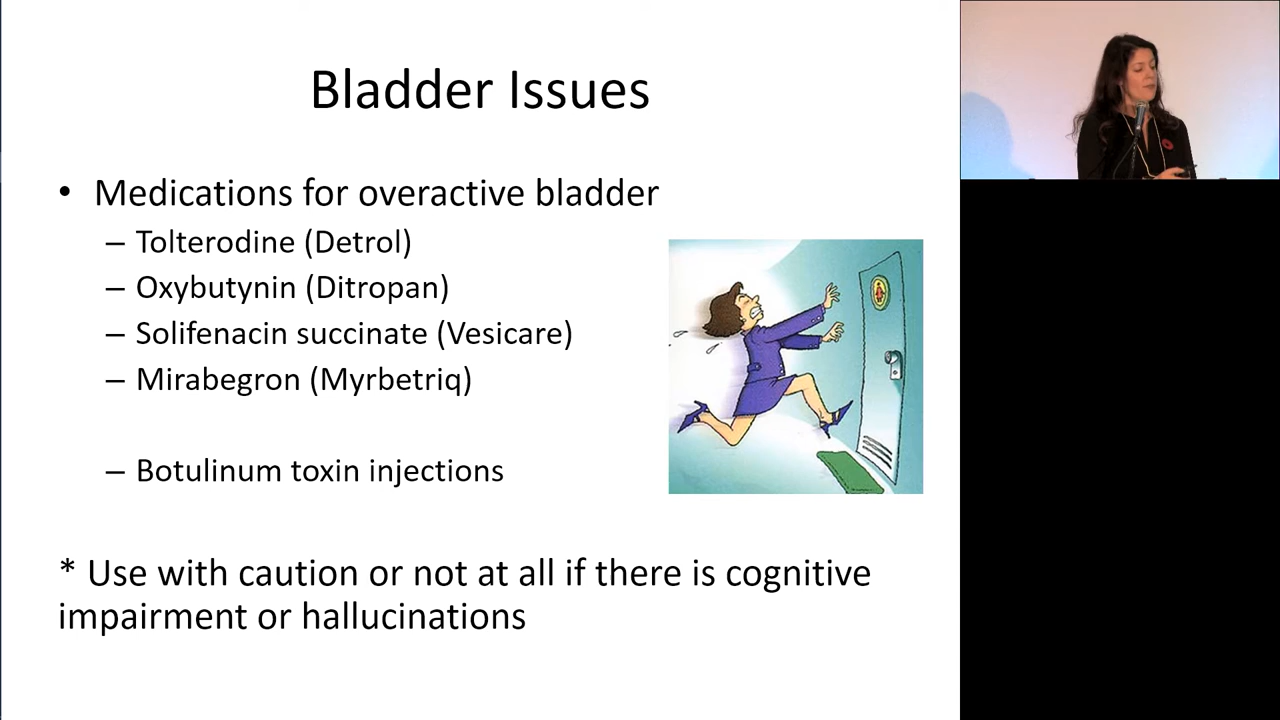 Bladder Issues
• Medications for overactive bladder
– Tolterodine (Detrol)
– Oxybutynin (Ditropan)
– Solifenacin succinate (Vesicare)
– Mirabegron (Myrbetriq)
– Botulinum toxin injections
* Use with caution or not at all if there is cognitive
impairment or hallucinations